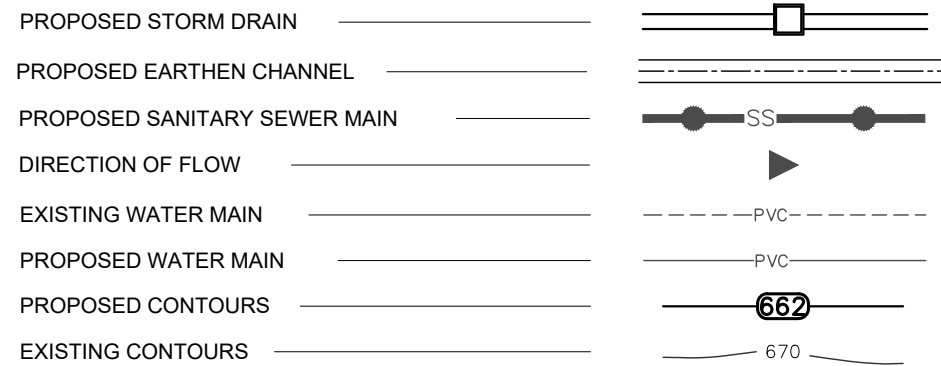 PROPOSED STORM DRAIN
PROPOSED EARTHEN CHANNEL
PROPOSED SANITARY SEWER MAIN SS
DIRECTION OF FLOW
EXISTING WATER MAIN PVC
PROPOSED WATER MAIN PVC
PROPOSED CONTOURS 662
EXISTING CONTOURS 670